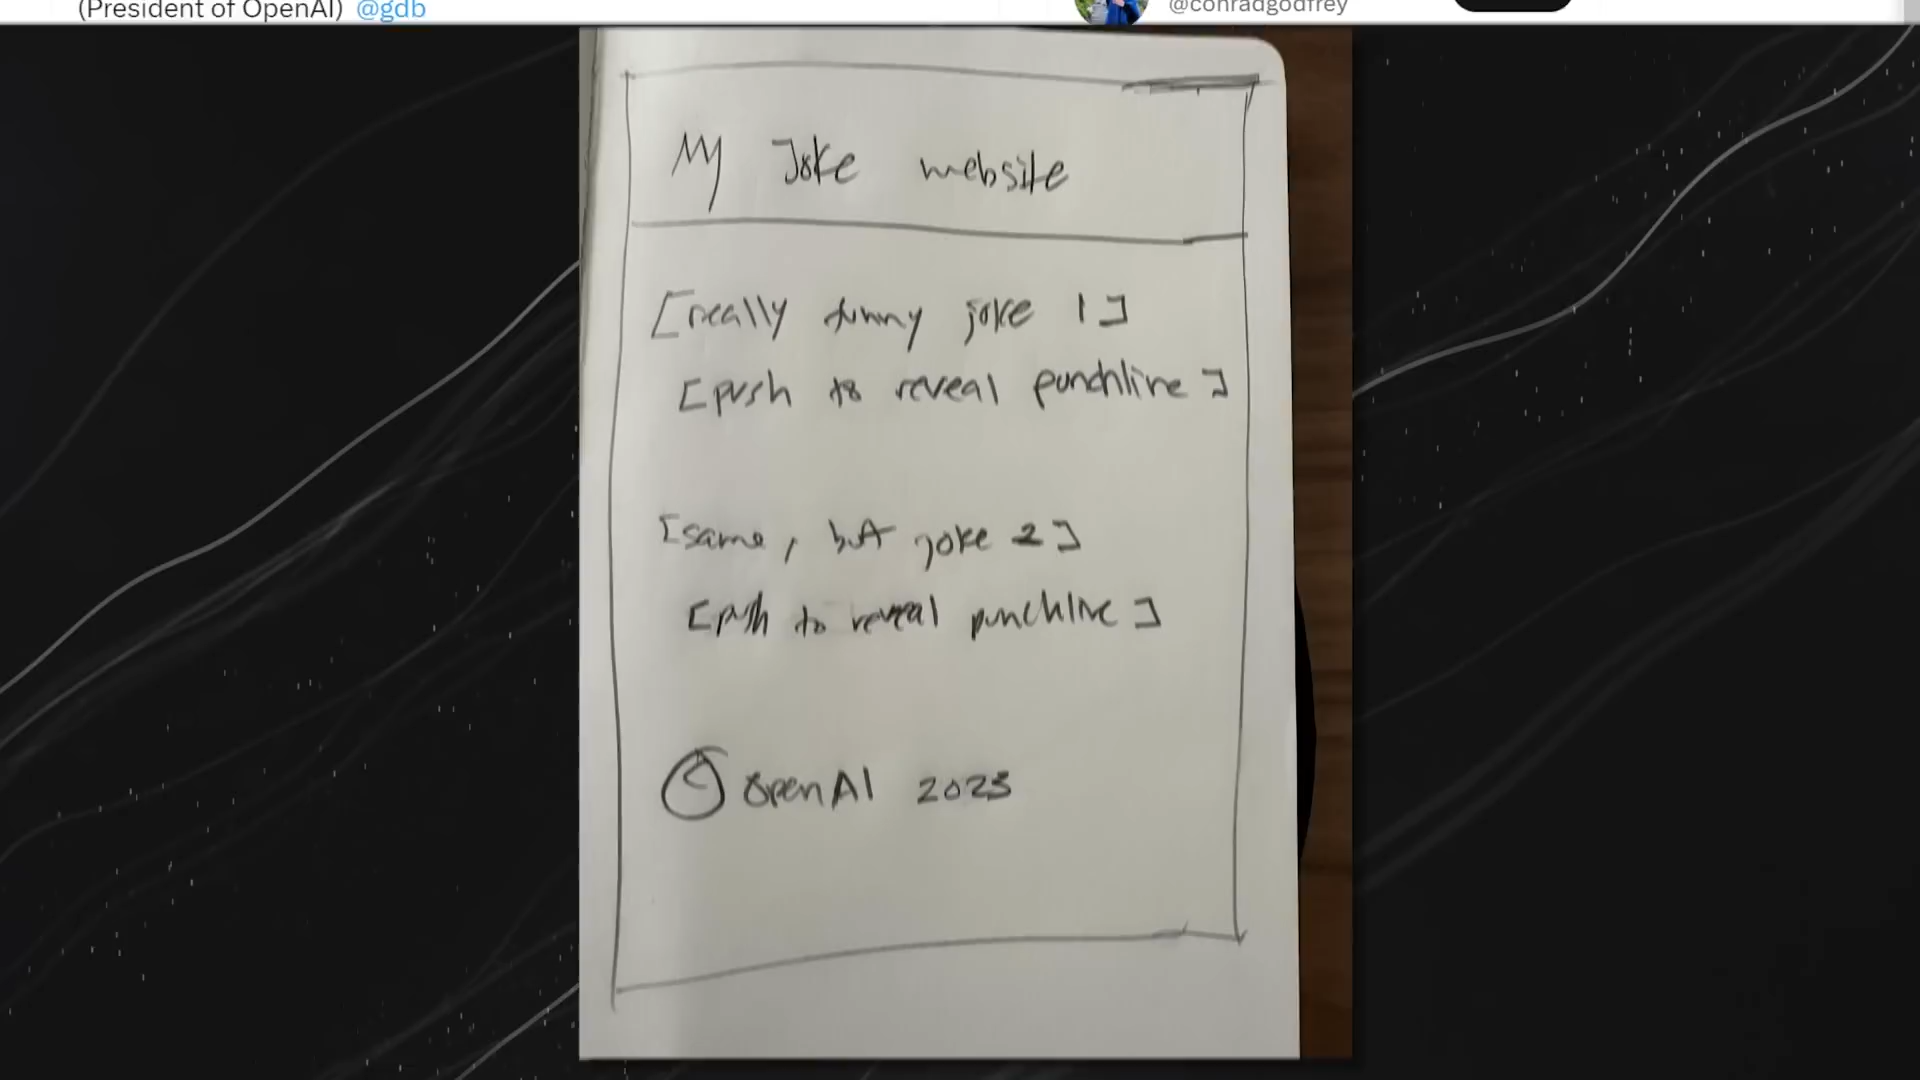 (President of OpenAI) @gdb
@conradgodfrey
My Joke website
[really funny joke 1]
[push to reveal punchline]
[same, but joke 2]
[push to reveal punchline]
© OpenAI 2023